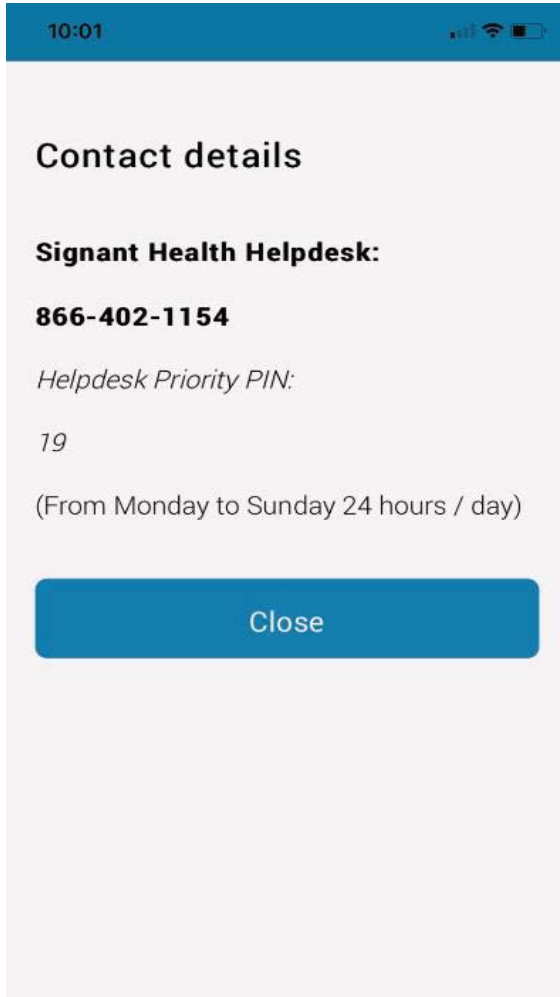 10:01
Contact details
Signant Health Helpdesk:
866-402-1154
Helpdesk Priority PIN:
19
(From Monday to Sunday 24 hours / day)
Close